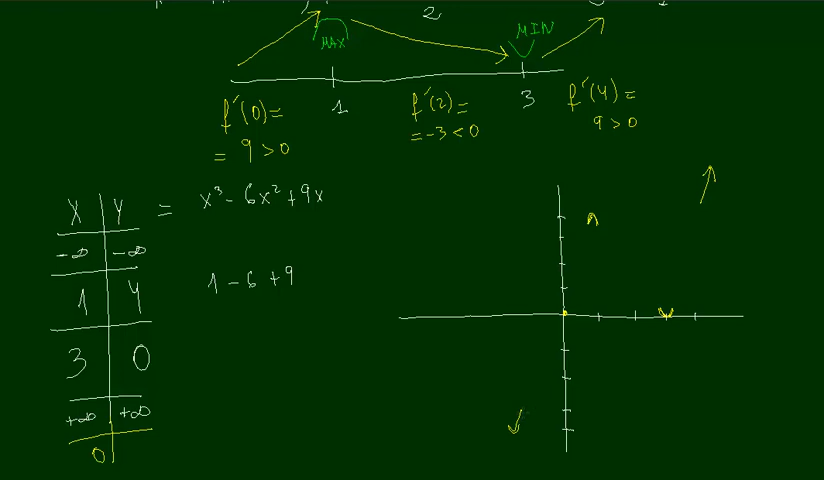 2
MAX
MIN
1
3
f'(0)=
= 9 > 0
f'(2)=
= -3 < 0
f'(4)=
9 > 0
X Y = x³ - 6x² + 9x
-∞ -∞
1 4 1 - 6 + 9
3 0
+∞ +∞
0